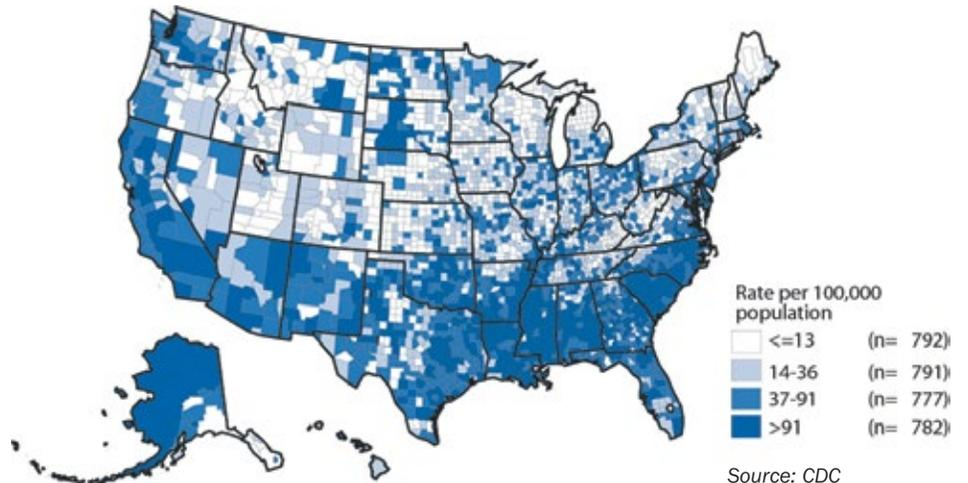 Rate per 100,000
population
<=13 (n= 792)
14-36 (n= 791)
37-91 (n= 777)
>91 (n= 782)
Source: CDC